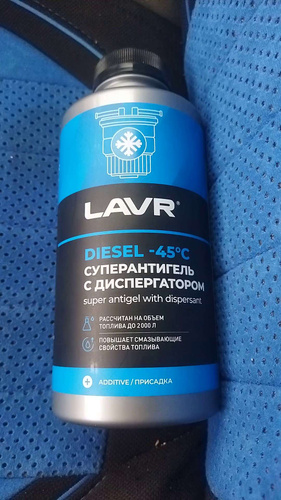 LAVR®
DIESEL -45°C
СУПЕРАНТИГЕЛЬ
С ДИСПЕРГАТОРОМ
super antigel with dispersant
РАССЧИТАН НА ОБЪЕМ
ТОПЛИВА ДО 2000 Л
ПОВЫШАЕТ СМАЗЫВАЮЩИЕ
СВОЙСТВА ТОПЛИВА
ADDITIVE / ПРИСАДКА